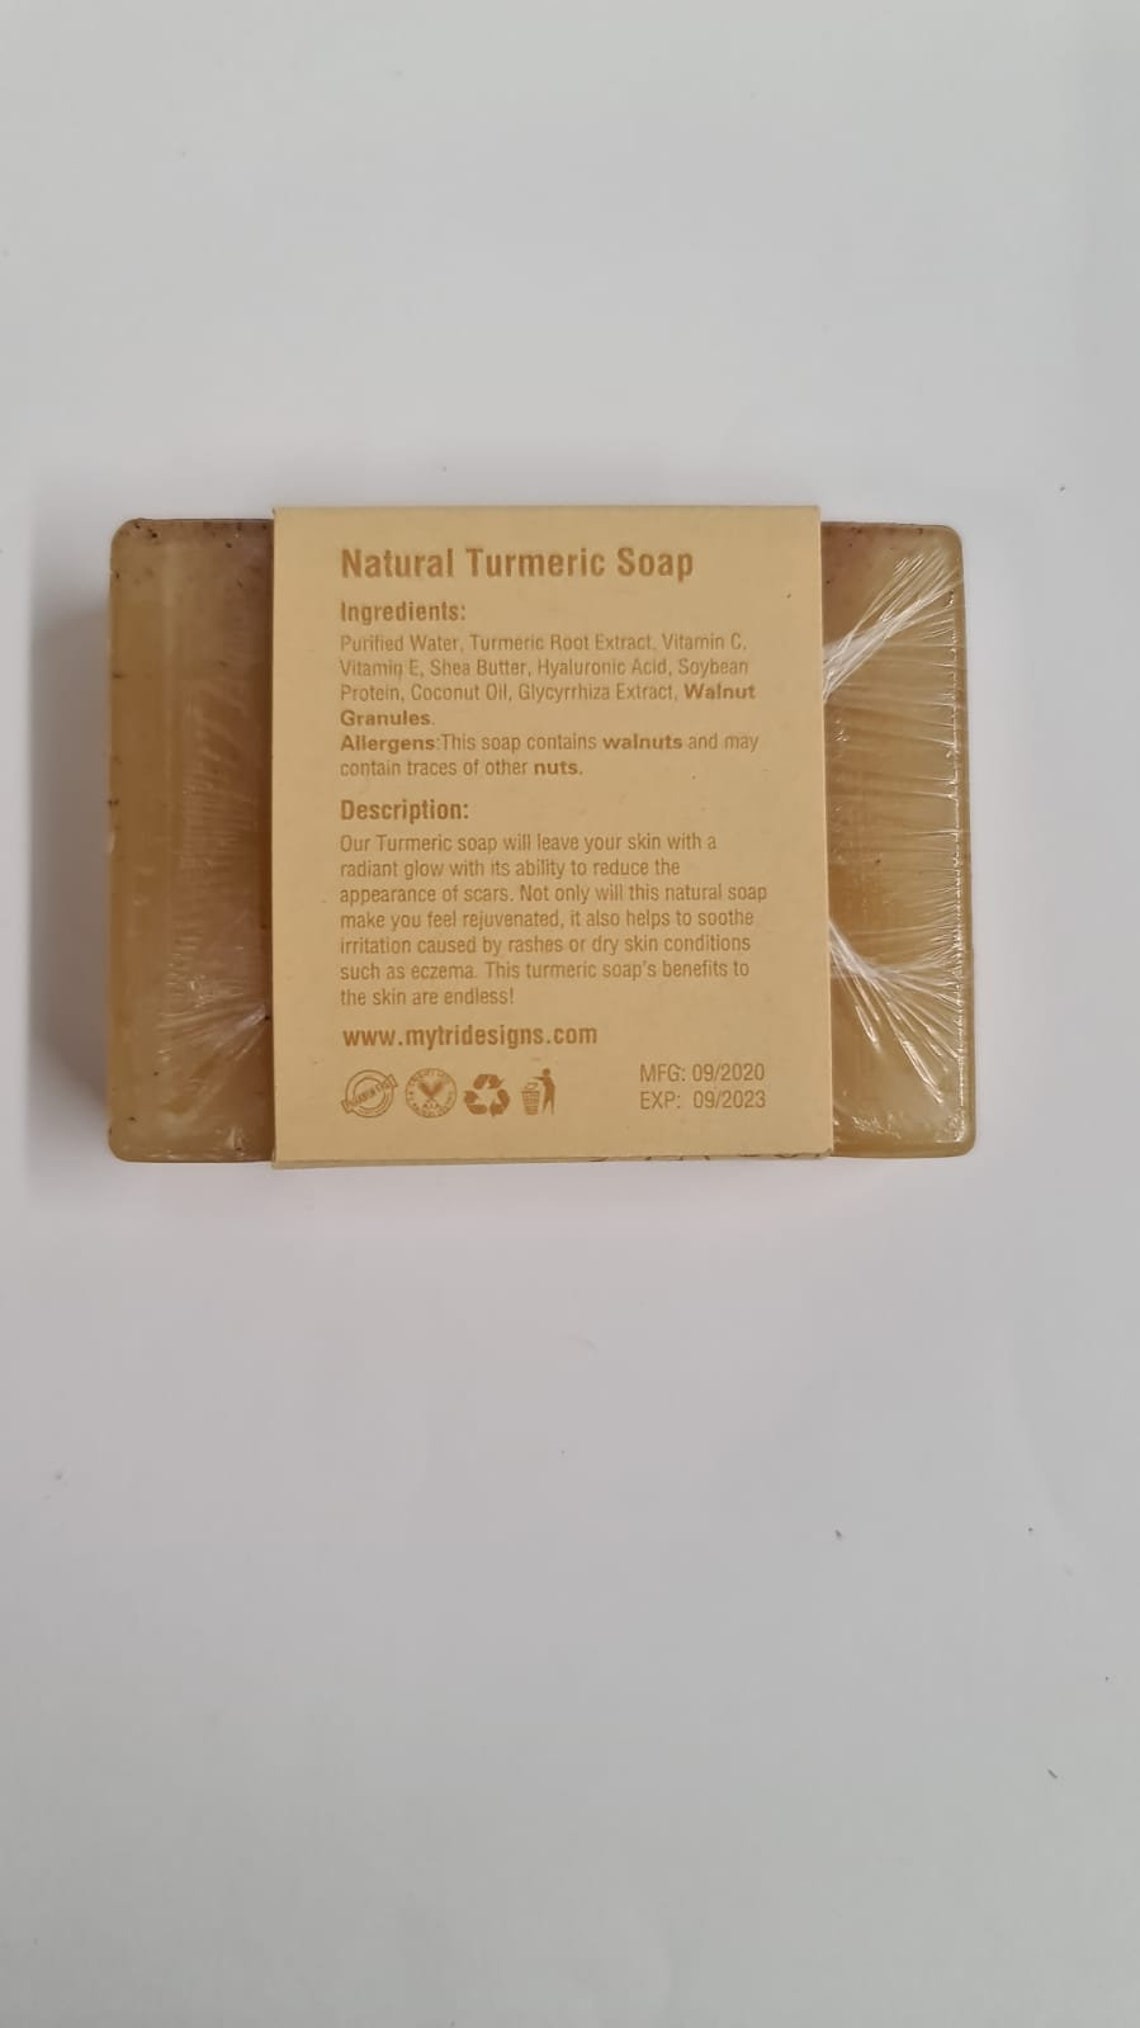 Natural Turmeric Soap
Ingredients:
Purified Water, Turmeric Root Extract, Vitamin C,
Vitamin E, Shea Butter, Hyaluronic Acid, Soybean
Protein, Coconut Oil, Glycyrrhiza Extract, Walnut
Granules.
Allergens:This soap contains walnuts and may
contain traces of other nuts.
Description:
Our Turmeric soap will leave your skin with a
radiant glow with its ability to reduce the
appearance of scars. Not only will this natural soap
make you feel rejuvenated, it also helps to soothe
irritation caused by rashes or dry skin conditions
such as eczema. This turmeric soap's benefits to
the skin are endless!
www.mytridesigns.com
MFG: 09/2020
EXP: 09/2023